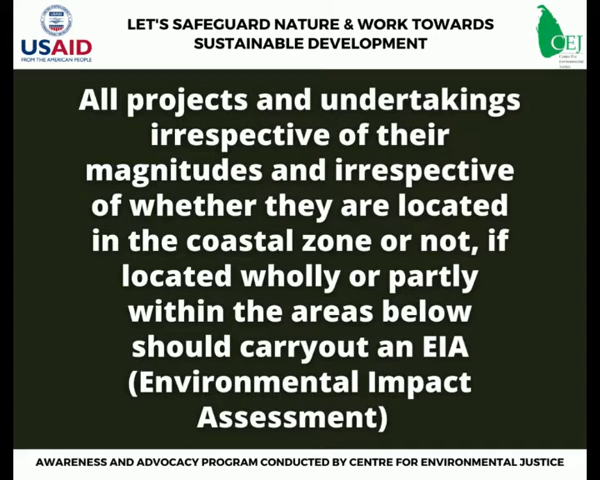 USAID
FROM THE AMERICAN PEOPLE
LET'S SAFEGUARD NATURE & WORK TOWARDS
SUSTAINABLE DEVELOPMENT
CEJ
All projects and undertakings
irrespective of their
magnitudes and irrespective
of whether they are located
in the coastal zone or not, if
located wholly or partly
within the areas below
should carryout an EIA
(Environmental Impact
Assessment)
AWARENESS AND ADVOCACY PROGRAM CONDUCTED BY CENTRE FOR ENVIRONMENTAL JUSTICE